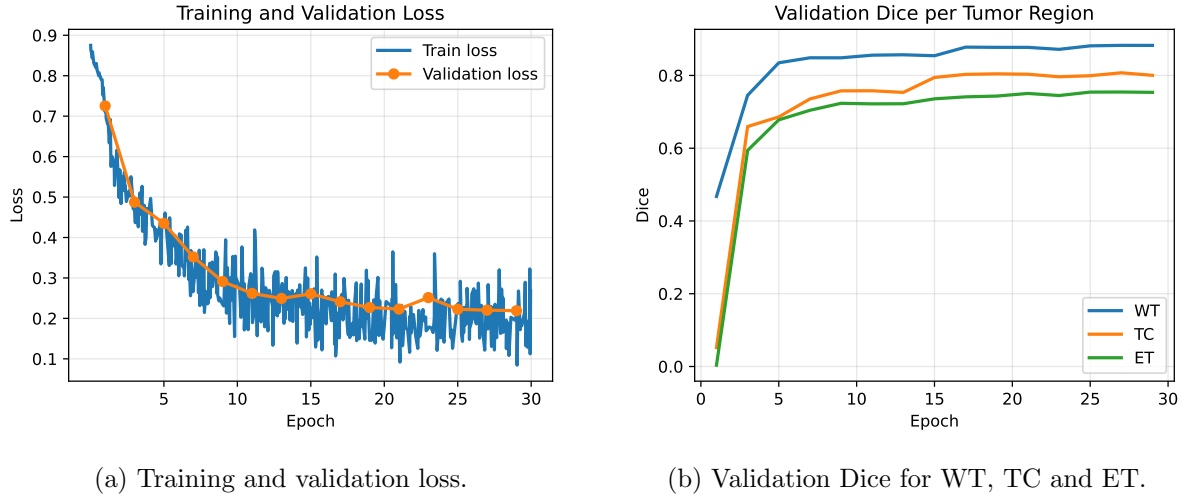 Training and Validation Loss
0.9
0.8
0.7
0.6
0.5
0.4
0.3
0.2
0.1
Loss
Train loss
Validation loss
5
10
15
20
25
30
Epoch
(a) Training and validation loss.
Validation Dice per Tumor Region
0.8
0.6
0.4
0.2
0.0
Dice
WT
TC
ET
0
5
10
15
20
25
30
Epoch
(b) Validation Dice for WT, TC and ET.